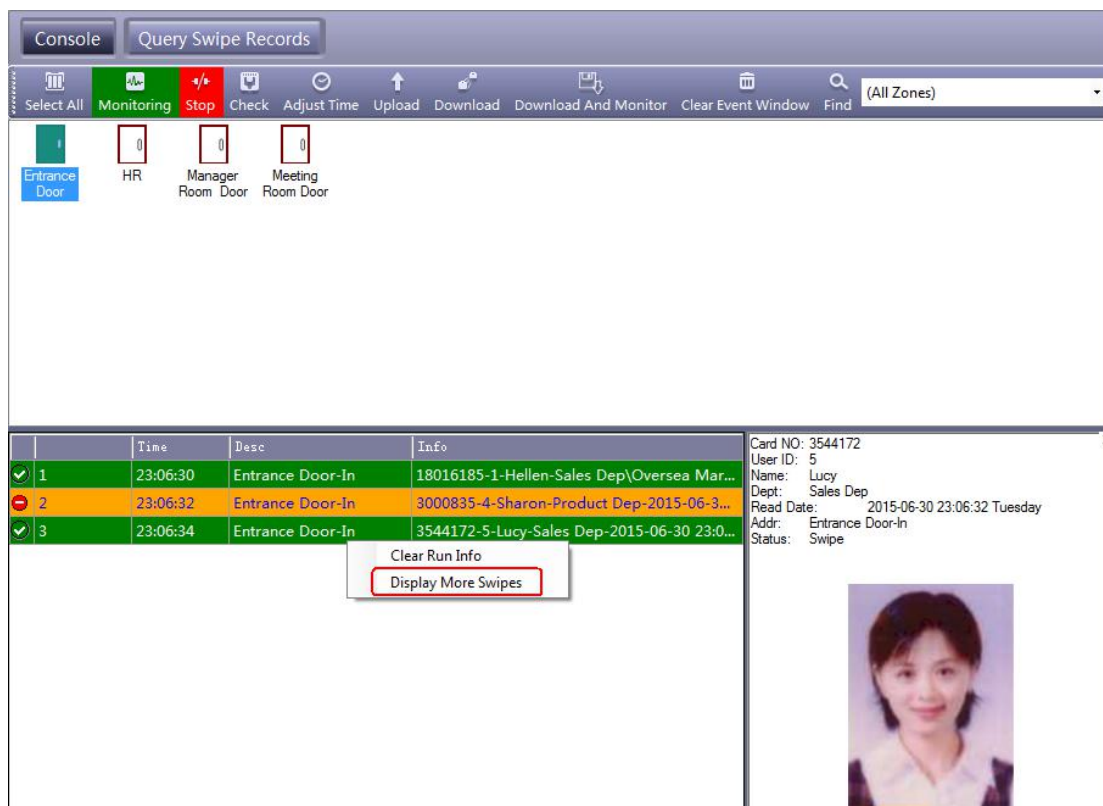 Console Query Swipe Records
Select All Monitoring Stop Check Adjust Time Upload Download Download And Monitor Clear Event Window Find (All Zones)
Entrance Door
HR
Manager Room Door
Meeting Room Door
Time Desc Info
1 23:06:30 Entrance Door-In 18016185-1-Hellen-Sales Dep\Oversea Mar...
2 23:06:32 Entrance Door-In 3000835-4-Sharon-Product Dep-2015-06-3...
3 23:06:34 Entrance Door-In 3544172-5-Lucy-Sales Dep-2015-06-30 23:0...
Clear Run Info
Display More Swipes
Card NO: 3544172
User ID: 5
Name: Lucy
Dept: Sales Dep
Read Date: 2015-06-30 23:06:32 Tuesday
Addr: Entrance Door-In
Status: Swipe